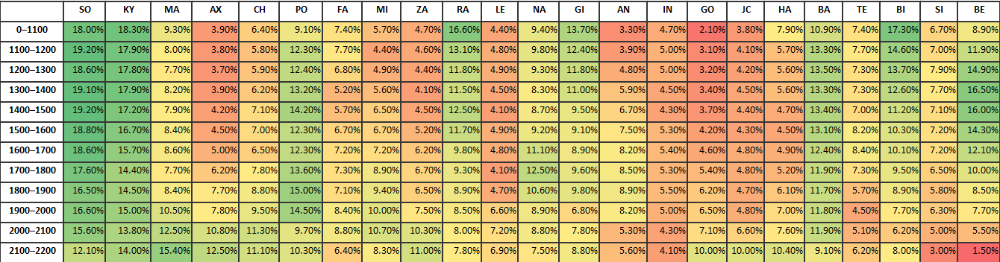 SO KY MA AX CH PO FA MI ZA RA LE NA GI AN IN GO JC HA BA TE BI SI BE
0–1100 18.00% 18.30% 9.30% 3.90% 6.40% 9.10% 7.40% 5.70% 4.70% 16.60% 4.40% 9.40% 13.70% 3.30% 4.70% 2.10% 3.80% 7.90% 10.90% 7.40% 17.30% 6.70% 8.90%
1100–1200 19.20% 17.90% 8.00% 3.80% 5.80% 12.30% 7.70% 4.40% 4.60% 13.10% 4.80% 9.80% 12.40% 3.90% 5.00% 3.10% 4.10% 5.70% 13.30% 7.70% 14.60% 7.00% 11.90%
1200–1300 18.60% 17.80% 7.70% 3.70% 5.90% 12.40% 6.80% 4.90% 4.40% 11.80% 4.90% 9.30% 11.80% 4.80% 5.00% 3.20% 4.20% 5.60% 13.50% 7.30% 13.70% 7.90% 14.90%
1300–1400 19.10% 17.90% 8.20% 3.90% 6.20% 13.20% 5.20% 5.60% 4.10% 11.50% 4.50% 8.30% 11.00% 5.90% 4.50% 3.40% 4.50% 5.60% 13.30% 7.30% 12.60% 7.70% 16.50%
1400–1500 19.20% 17.20% 7.90% 4.20% 7.10% 14.20% 5.70% 6.50% 4.50% 12.50% 4.10% 8.70% 9.50% 6.70% 4.30% 3.70% 4.40% 4.70% 13.40% 7.00% 11.20% 7.10% 16.00%
1500–1600 18.80% 16.70% 8.40% 4.50% 7.00% 12.30% 6.70% 6.70% 5.20% 11.70% 4.90% 9.20% 9.10% 7.50% 5.30% 4.20% 4.30% 4.50% 13.10% 8.20% 10.30% 7.20% 14.30%
1600–1700 18.60% 15.70% 8.60% 5.00% 6.50% 12.30% 7.20% 7.20% 6.20% 9.80% 4.80% 11.10% 8.90% 8.20% 5.40% 4.60% 4.80% 4.90% 12.40% 8.40% 10.10% 7.20% 12.10%
1700–1800 17.60% 14.40% 7.70% 6.20% 7.80% 13.60% 7.30% 8.90% 6.70% 9.30% 4.10% 12.50% 9.60% 8.50% 5.30% 5.40% 4.80% 5.20% 11.90% 7.30% 9.50% 6.50% 10.00%
1800–1900 16.50% 14.50% 8.40% 7.70% 8.80% 15.00% 7.10% 9.40% 6.50% 8.90% 4.70% 10.60% 9.80% 8.90% 5.50% 6.20% 4.70% 6.10% 11.70% 5.70% 8.90% 5.80% 8.50%
1900–2000 16.60% 15.00% 10.50% 7.80% 9.50% 14.50% 8.40% 10.00% 7.50% 8.50% 6.60% 8.90% 6.80% 8.20% 5.00% 6.50% 4.80% 7.00% 11.80% 4.50% 7.70% 6.30% 7.70%
2000–2100 15.60% 13.80% 12.50% 10.80% 11.30% 9.70% 8.80% 10.70% 10.30% 8.00% 7.20% 8.80% 7.80% 5.30% 4.30% 7.10% 6.60% 7.60% 11.90% 5.10% 6.20% 5.00% 5.50%
2100–2200 12.10% 14.00% 15.40% 12.50% 11.10% 10.30% 6.40% 8.30% 11.00% 7.80% 6.90% 7.50% 8.80% 5.60% 4.10% 10.00% 10.00% 10.40% 9.10% 6.20% 8.00% 3.00% 1.50%